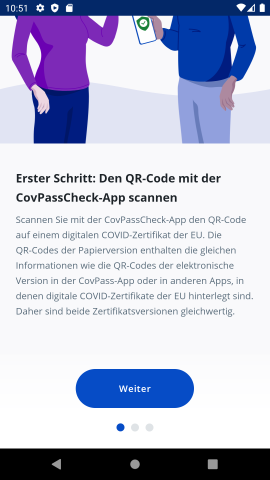 10:51
Erster Schritt: Den QR-Code mit der
CovPassCheck-App scannen
Scannen Sie mit der CovPassCheck-App den QR-Code
auf einem digitalen COVID-Zertifikat der EU. Die
QR-Codes der Papierversion enthalten die gleichen
Informationen wie die QR-Codes der elektronische
Version in der CovPass-App oder in anderen Apps, in
denen digitale COVID-Zertifikate der EU hinterlegt sind.
Daher sind beide Zertifikatsversionen gleichwertig.
Weiter